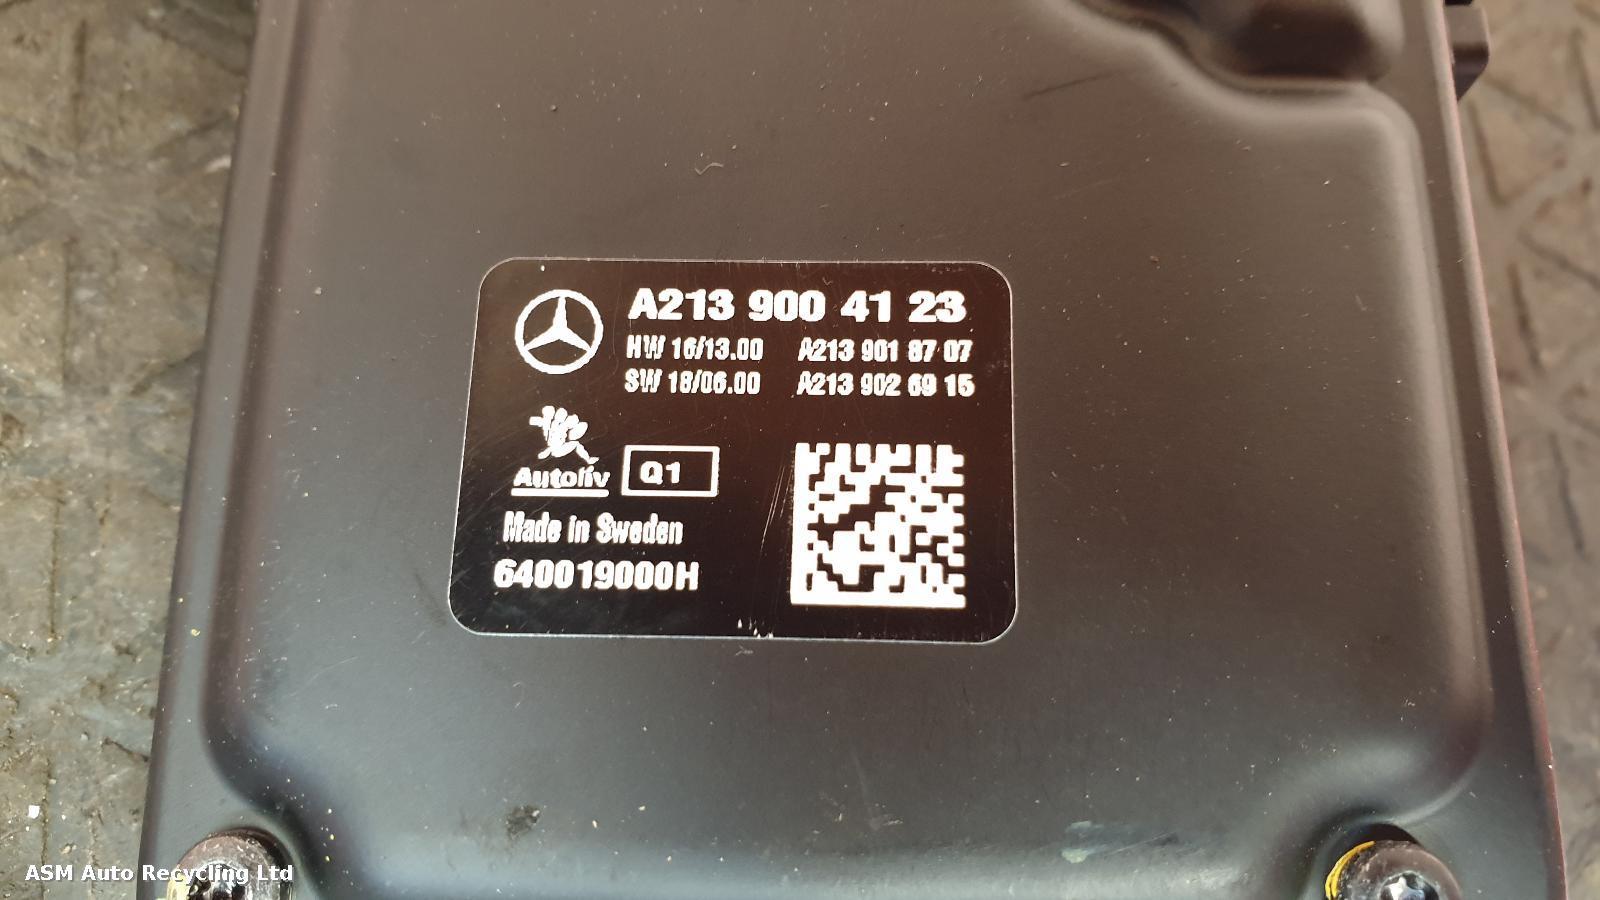 A213 900 41 23
HW 16/13.00 A213 901 87 07
SW 18/06.00 A213 902 69 15
Autoliv Q1
Made in Sweden
640019000H
ASM Auto Recycling Ltd